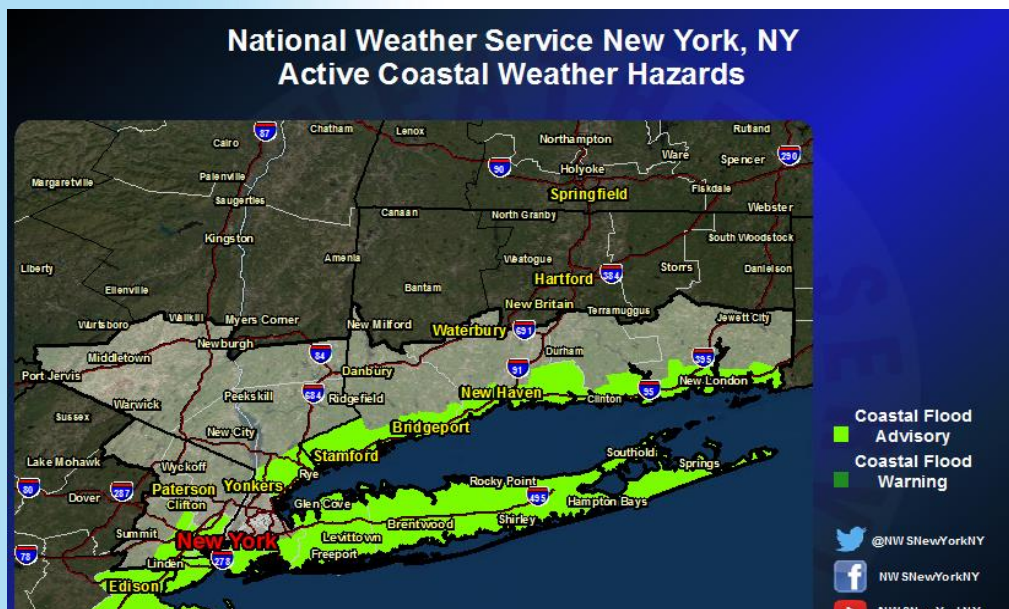 National Weather Service New York, NY
Active Coastal Weather Hazards
87
Chatham
Lenox
Northampton
Rutland
Cairo
Ware
Spencer
290
90
Holyoke
Palenville
Margaretville
Saugerties
Springfield
Fiskdale
Webster
Canaan
North Granby
Kingston
South Woodstock
Amenia
Weatogue
Liberty
Hartford
384
Storrs
Danielson
Ellenville
Bantam
New Britain
Terramuggus
Jewett City
Wurtsboro
Wallkill
Myers Corner
New Milford
Waterbury
691
Newburgh
Middletown
84
Durham
395
Port Jervis
Danbury
91
New London
Warwick
Peekskill
684
Ridgefield
New Haven
Clinton
95
Sussex
New City
Bridgeport
Coastal Flood
Advisory
Lake Mohawk
Wyckoff
Stamford
Southold
Springs
Coastal Flood
Warning
80
Dover
287
Paterson
Yonkers
Rye
Rocky Point
495
Clifton
Glen Cove
Hampton Bays
Brentwood
Shirley
Summit
New York
Levittown
@NWSNewYorkNY
78
Linden
278
Freeport
Edison
NWSNewYorkNY
NWSNewYorkNY